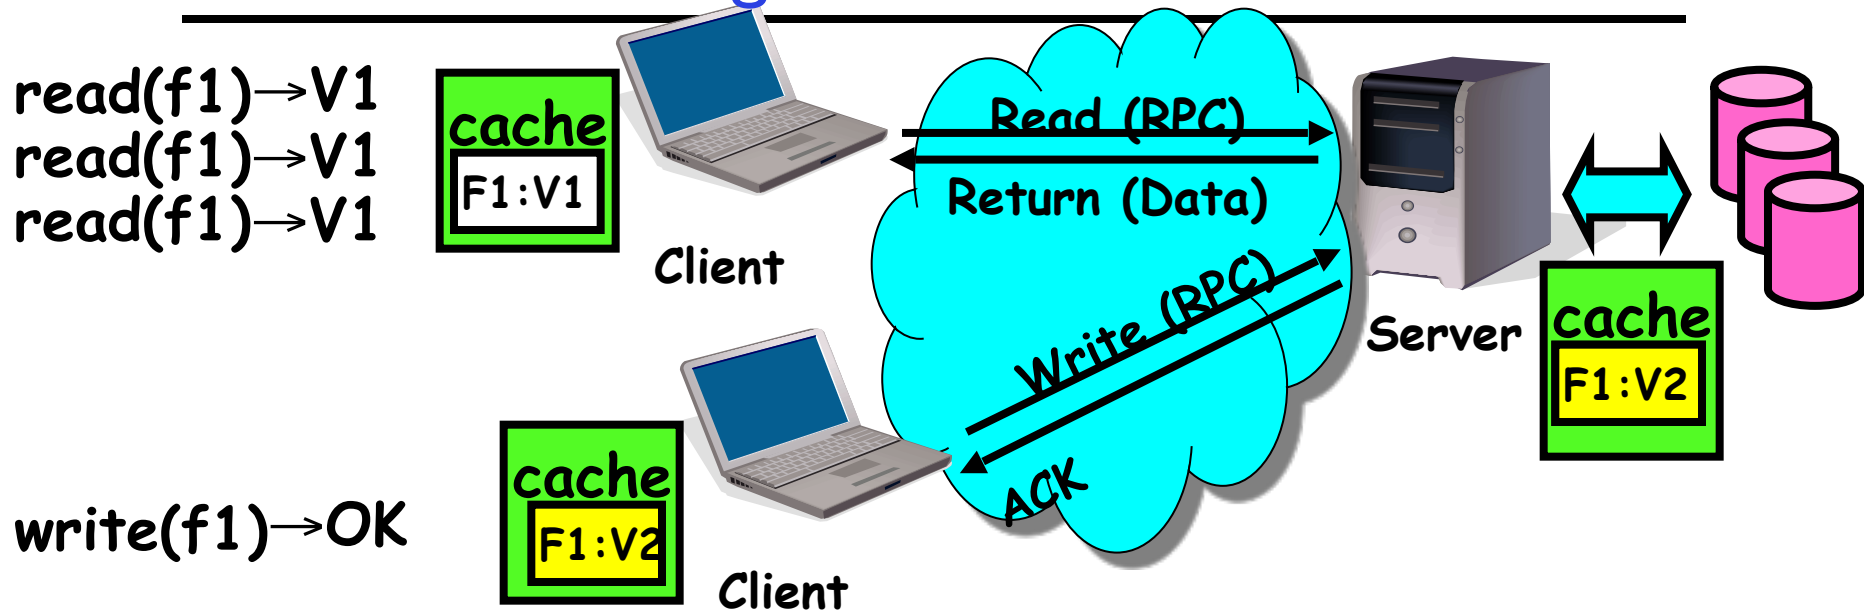 read(f1)→V1
read(f1)→V1
read(f1)→V1
cache
F1:V1
Client
Read (RPC)
Return (Data)
Write (RPC)
ACK
Server
cache
F1:V2
write(f1)→OK
cache
F1:V2
Client